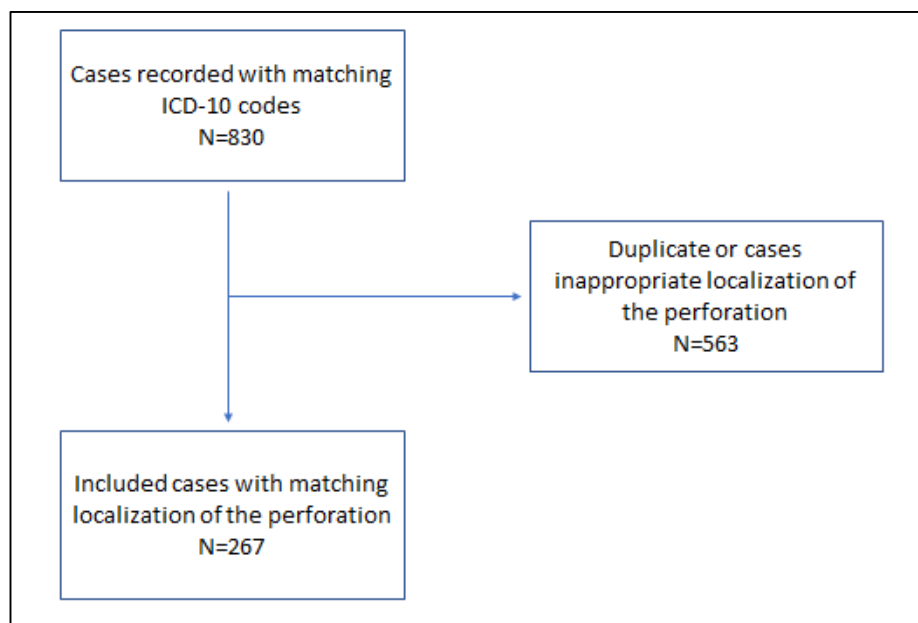 Cases recorded with matching
ICD-10 codes
N=830
Duplicate or cases
inappropriate localization of
the perforation
N=563
Included cases with matching
localization of the perforation
N=267